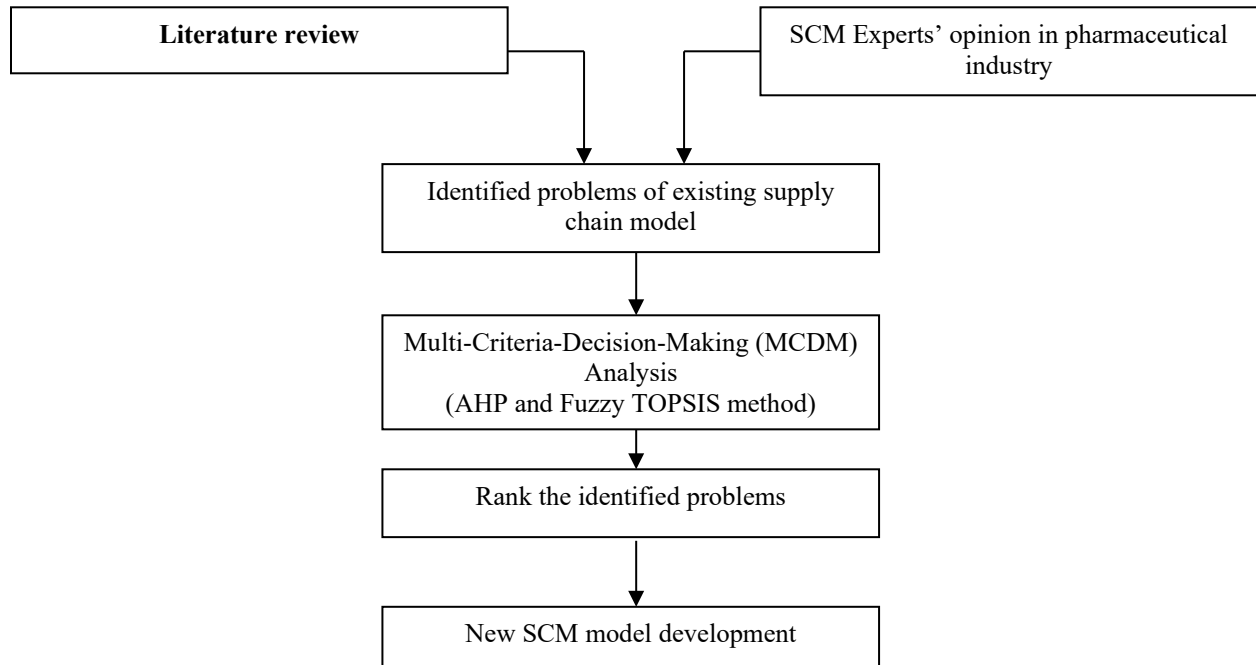 Literature review
SCM Experts’ opinion in pharmaceutical
industry
Identified problems of existing supply
chain model
Multi-Criteria-Decision-Making (MCDM)
Analysis
(AHP and Fuzzy TOPSIS method)
Rank the identified problems
New SCM model development